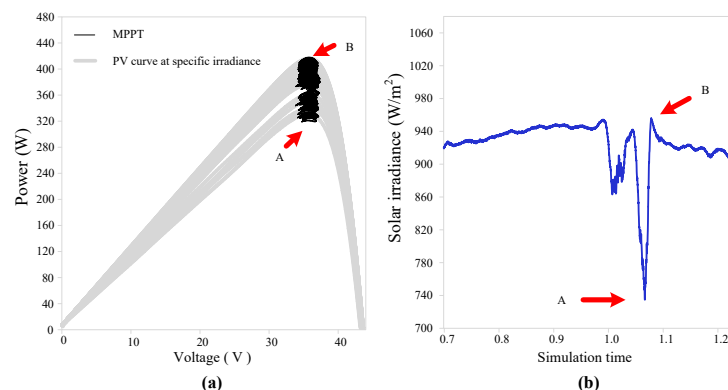 480
440
400
360
320
280
240
200
160
120
80
40
0
Power (W)
MPPT
PV curve at specific irradiance
B
A
0
10
20
30
40
Voltage ( V )
(a)
1060
1020
980
940
900
860
820
780
740
700
Solar irradiance (W/m²)
B
A
0.7
0.8
0.9
1.0
1.1
1.2
Simulation time
(b)